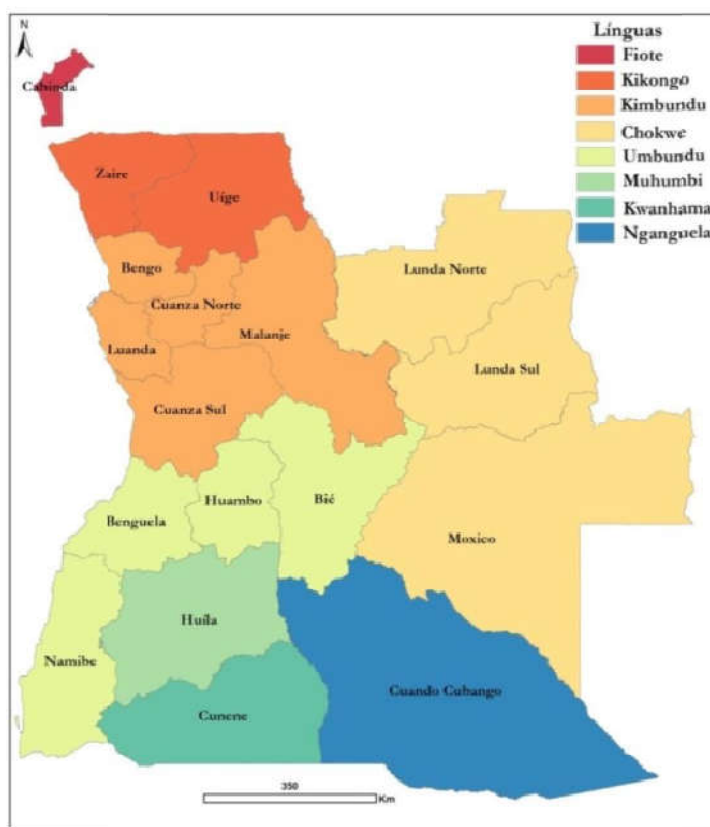 N
Línguas
Fiote
Kikongo
Kimbundu
Chokwe
Umbundu
Muhumbi
Kwanhama
Nganguela
Cabinda
Zaire
Uíge
Bengo
Cuanza Norte
Luanda
Malanje
Cuanza Sul
Lunda Norte
Lunda Sul
Benguela
Huambo
Bié
Moxico
Namibe
Huíla
Cunene
Cuando Cubango
350
Km